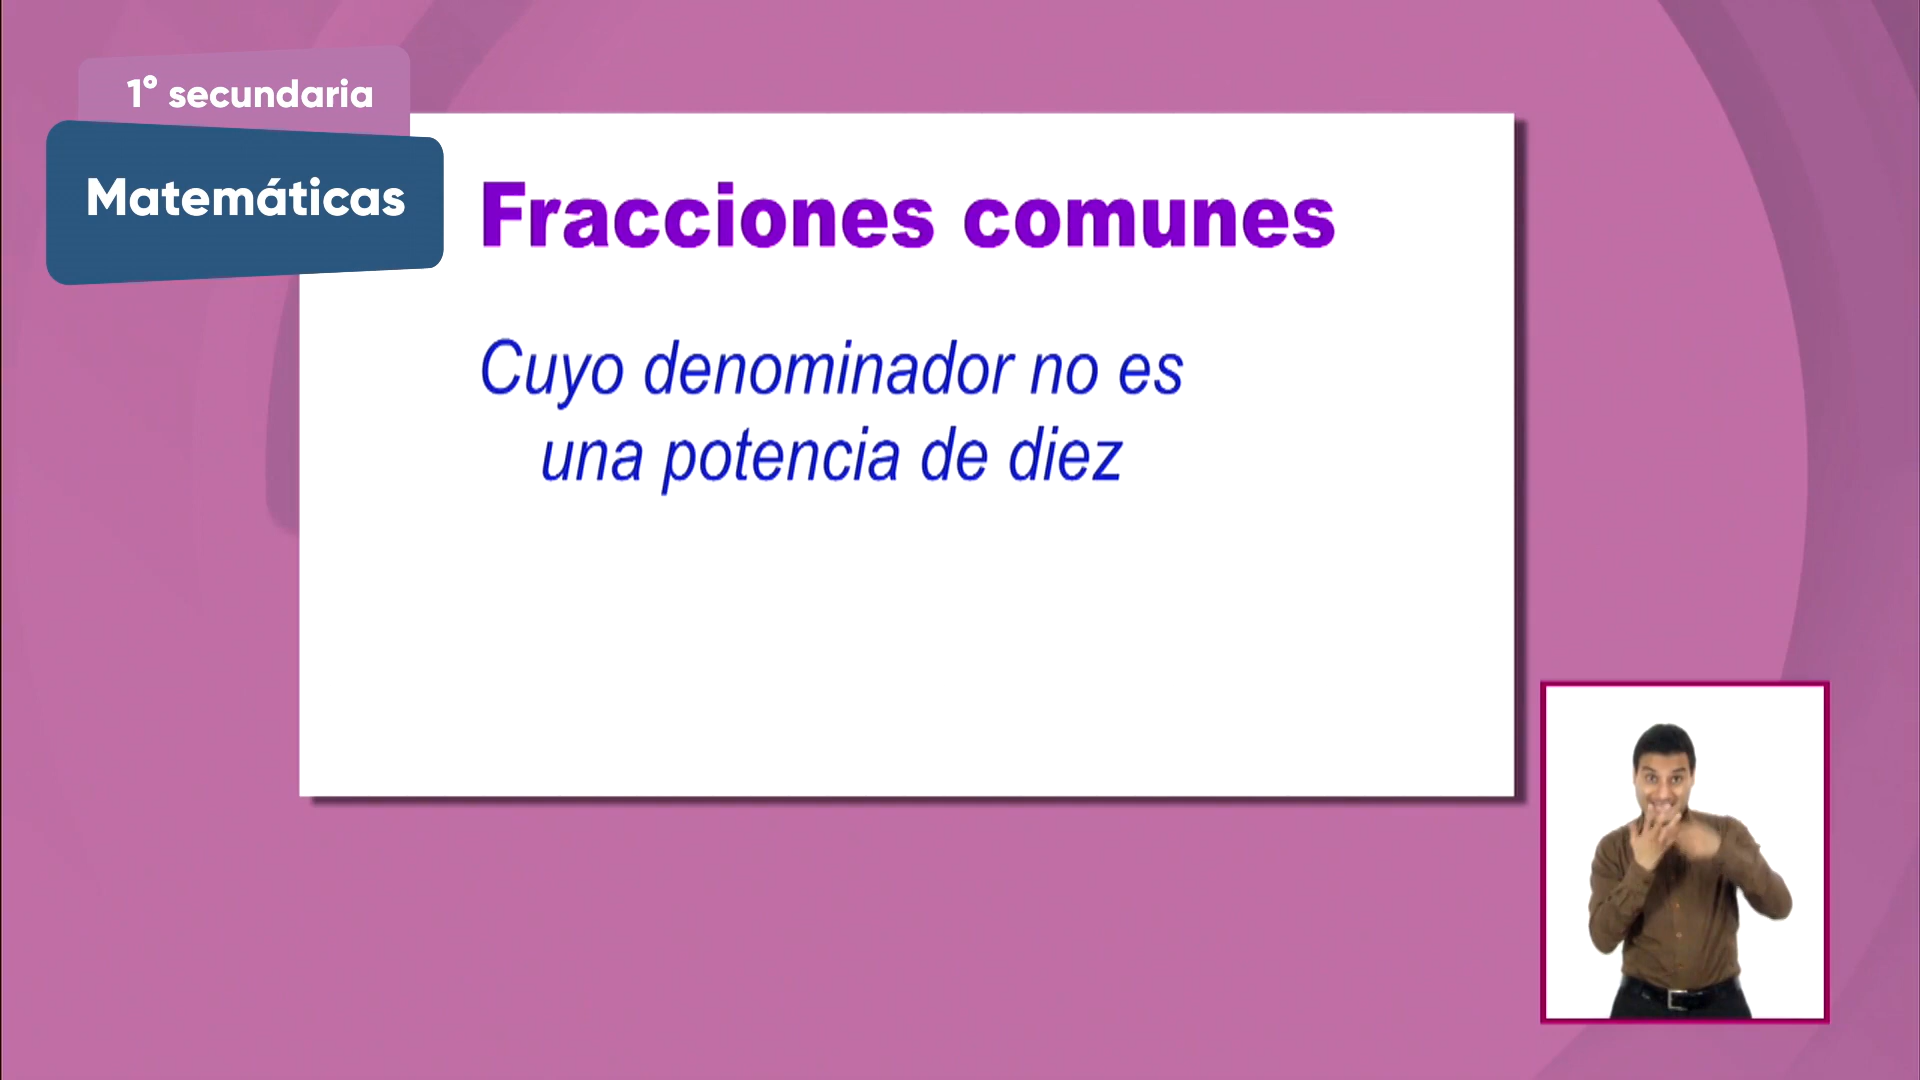 1° secundaria
Matemáticas
Fracciones comunes
Cuyo denominador no es
una potencia de diez